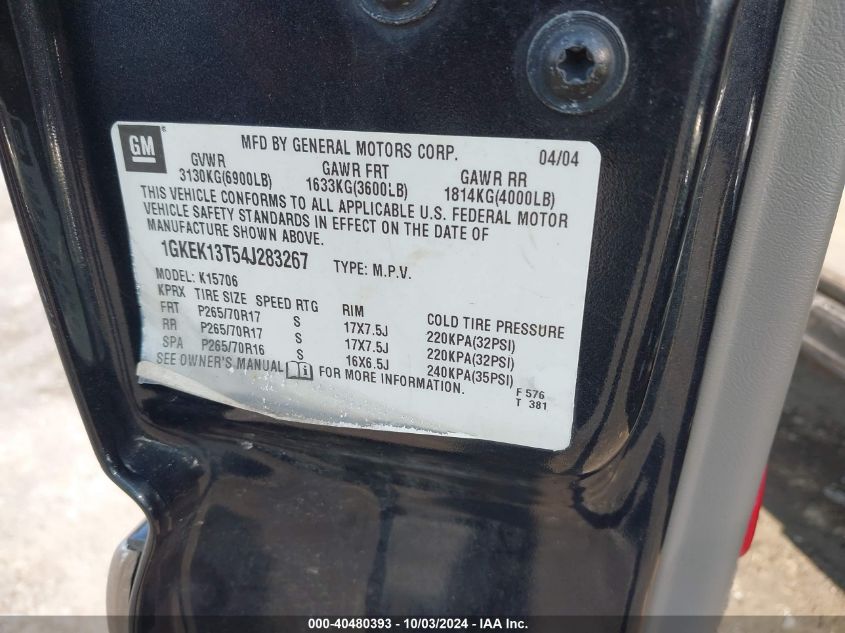 GM ®
MFD BY GENERAL MOTORS CORP. 04/04
GVWR GAWR FRT GAWR RR
3130KG(6900LB) 1633KG(3600LB) 1814KG(4000LB)
THIS VEHICLE CONFORMS TO ALL APPLICABLE U.S. FEDERAL MOTOR
VEHICLE SAFETY STANDARDS IN EFFECT ON THE DATE OF
MANUFACTURE SHOWN ABOVE.
1GKEK13T54J283267 TYPE: M.P.V.
MODEL: K15706
KPRX TIRE SIZE SPEED RTG RIM COLD TIRE PRESSURE
FRT P265/70R17 S 17X7.5J 220KPA(32PSI)
RR P265/70R17 S 17X7.5J 220KPA(32PSI)
SPA P265/70R16 S 16X6.5J 240KPA(35PSI)
SEE OWNER'S MANUAL i FOR MORE INFORMATION.
F 576
T 381
000-40480393 - 10/03/2024 - IAA Inc.